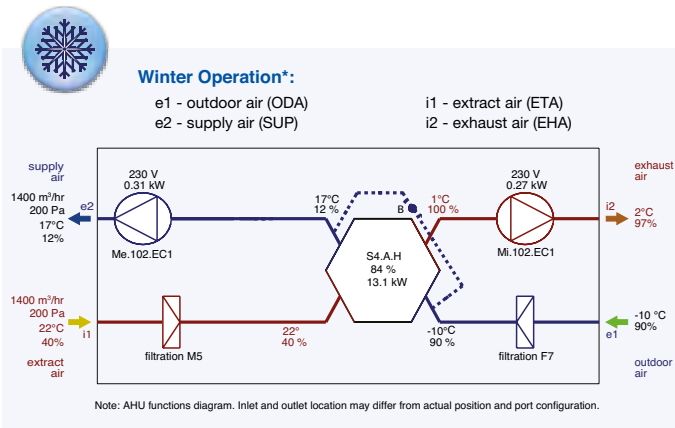 Winter Operation*:
e1 - outdoor air (ODA)
i1 - extract air (ETA)
e2 - supply air (SUP)
i2 - exhaust air (EHA)
supply
air
1400 m³/hr
200 Pa
17°C
12%
e2
230 V
0.31 kW
Me.102.EC1
17°C
12 %
B
1°C
100 %
230 V
0.27 kW
Mi.102.EC1
exhaust
air
i2
2°C
97%
S4.A.H
84 %
13.1 kW
1400 m³/hr
200 Pa
22°C
40%
i1
extract
air
filtration M5
22°
40 %
-10°C
90 %
filtration F7
e1
-10 °C
90%
outdoor
air
Note: AHU functions diagram. Inlet and outlet location may differ from actual position and port configuration.